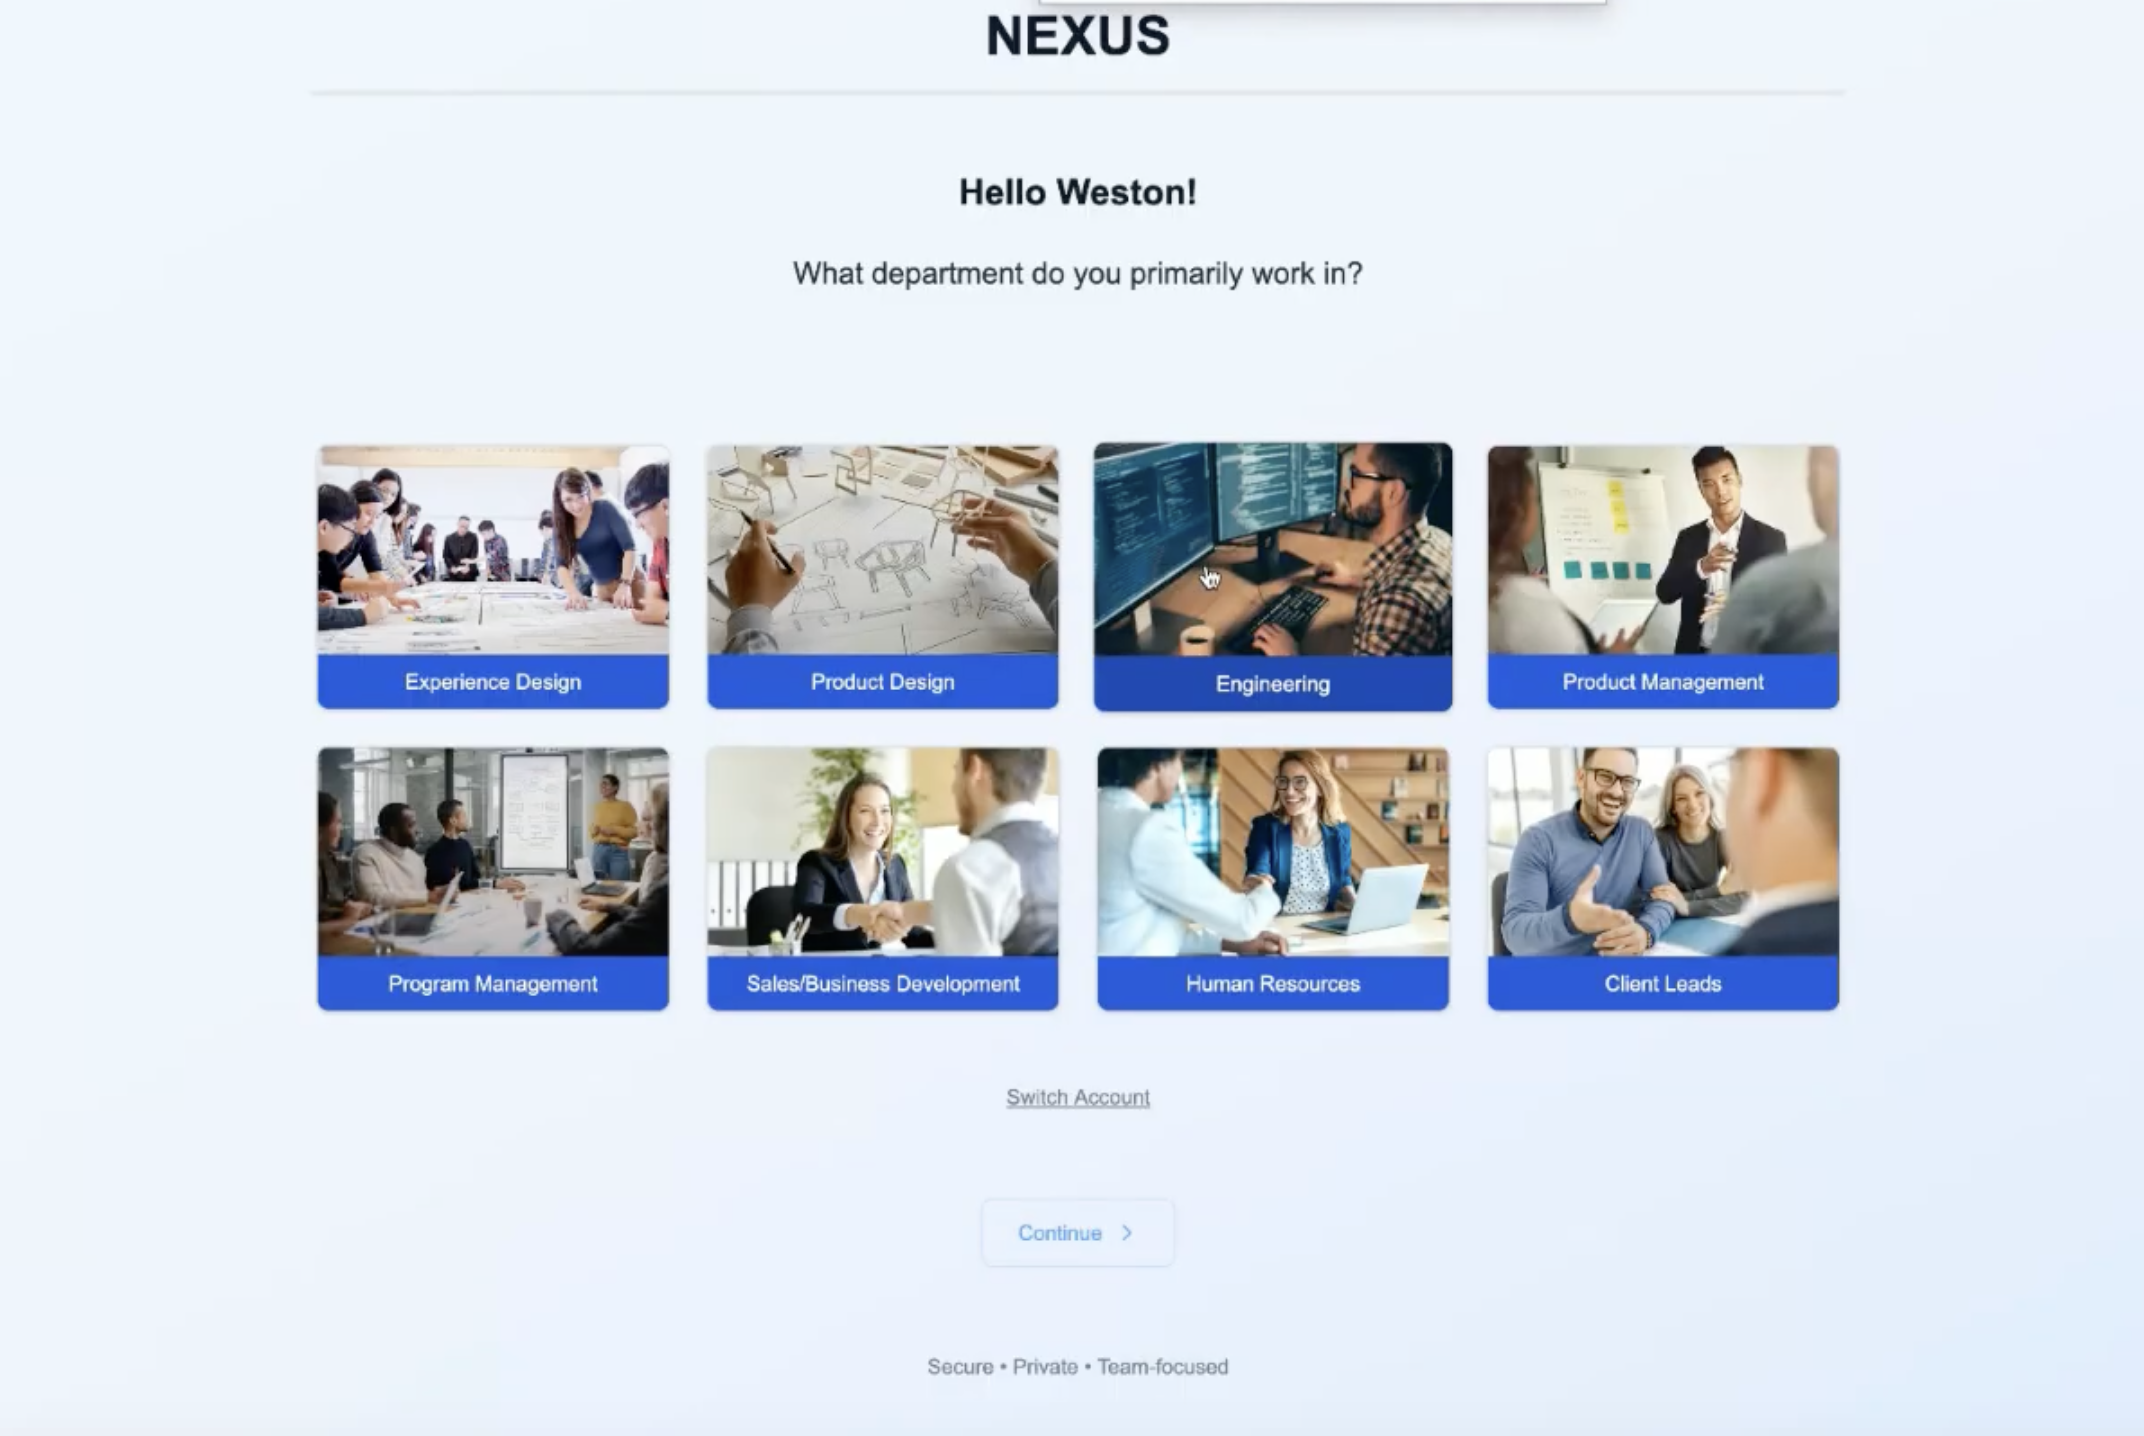 NEXUS
Hello Weston!
What department do you primarily work in?
Experience Design
Product Design
Engineering
Product Management
Program Management
Sales/Business Development
Human Resources
Client Leads
Switch Account
Continue >
Secure • Private • Team-focused